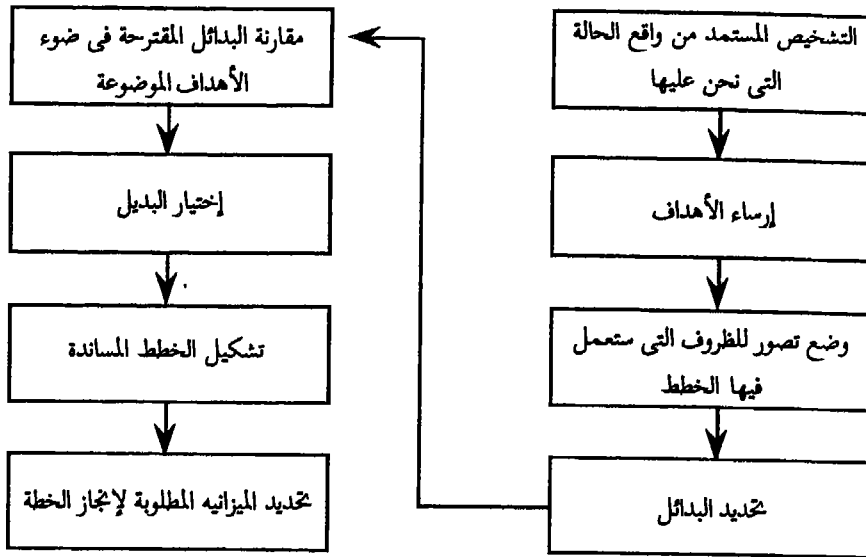 التشخيص المستمد من واقع الحالة
التى نحن عليها
إرساء الأهداف
وضع تصور للظروف التى ستعمل
فيها الخطط
تحديد البدائل
مقارنة البدائل المقترحة فى ضوء
الأهداف الموضوعة
إختيار البديل
تشكيل الخطط المساندة
تحديد الميزانيه المطلوبة لإنجاز الخطة